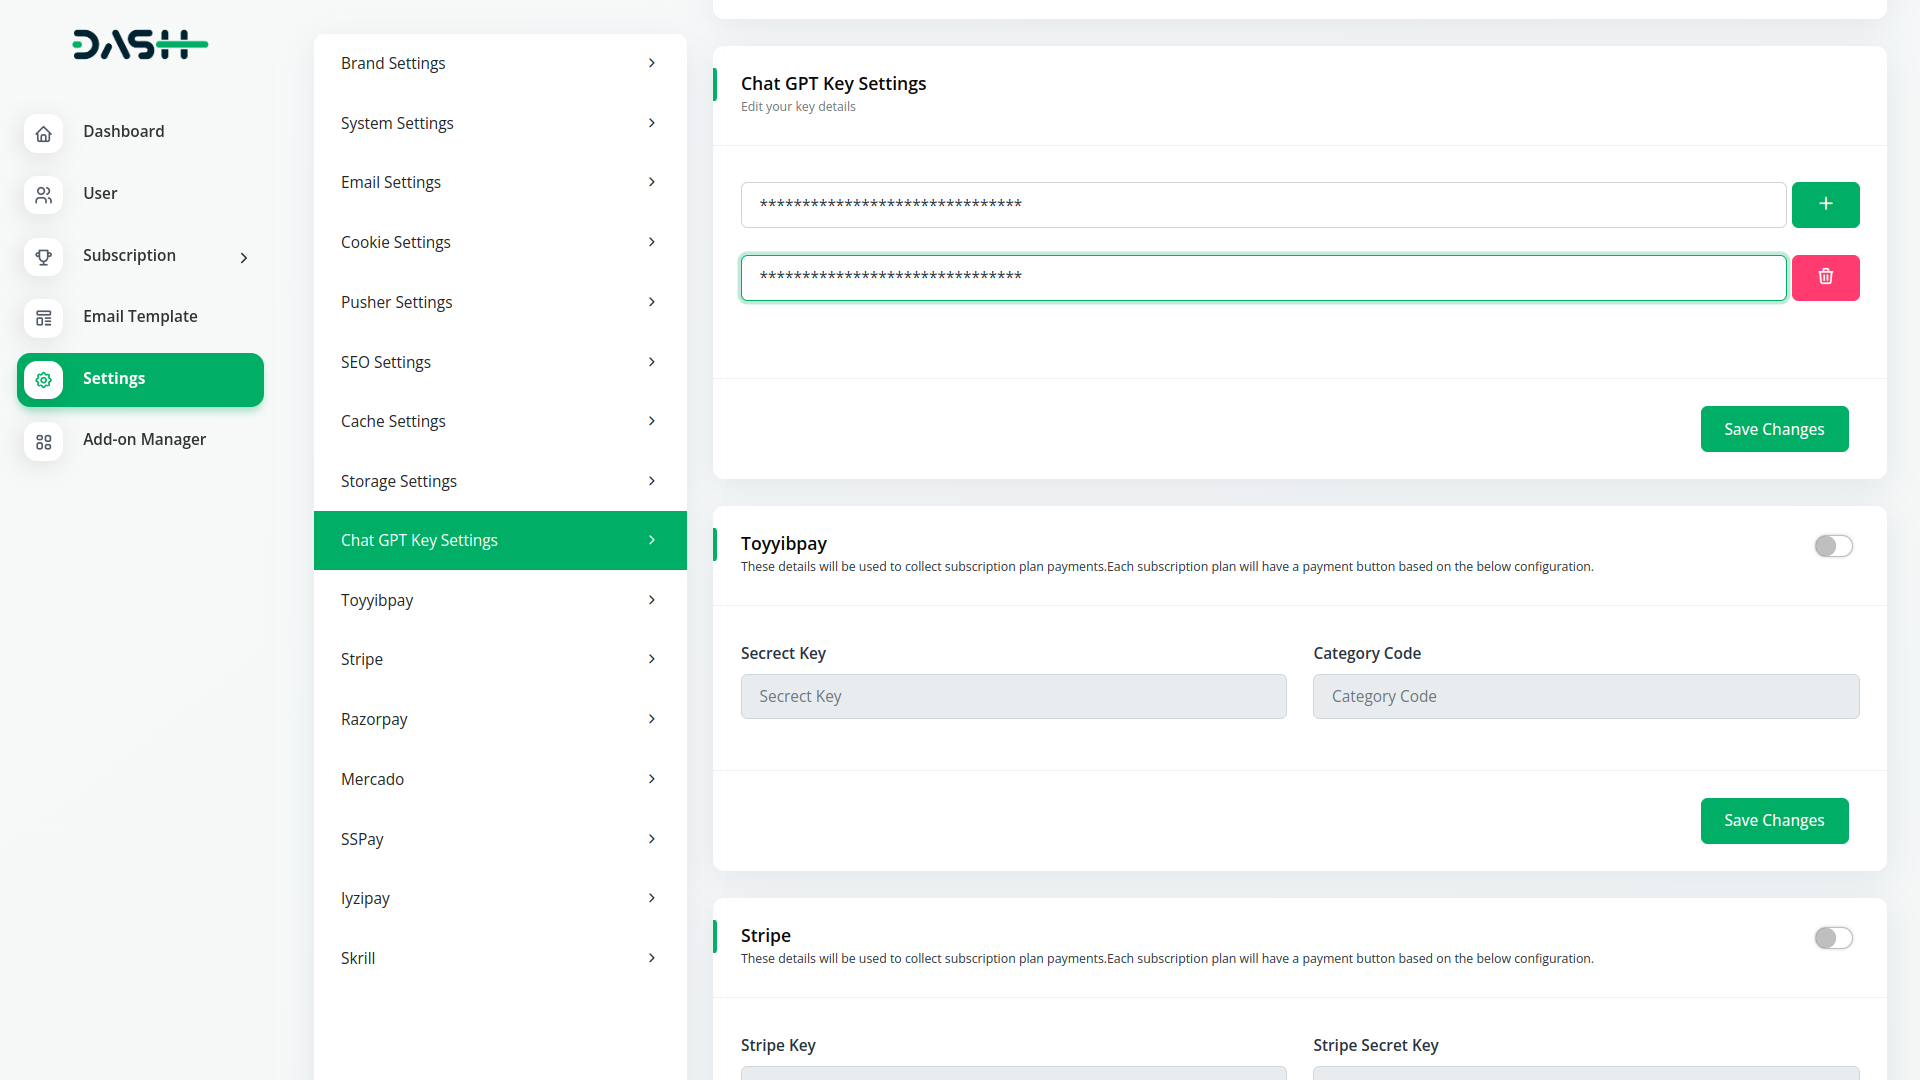 DASH
Dashboard
User
Subscription
Email Template
Settings
Add-on Manager
Brand Settings
System Settings
Email Settings
Cookie Settings
Pusher Settings
SEO Settings
Cache Settings
Storage Settings
Chat GPT Key Settings
Toyyibpay
Stripe
Razorpay
Mercado
SSPay
Iyzipay
Skrill
Chat GPT Key Settings
Edit your key details
*******************************
*******************************
Save Changes
Toyyibpay
These details will be used to collect subscription plan payments.Each subscription plan will have a payment button based on the below configuration.
Secrect Key
Category Code
Secrect Key
Category Code
Save Changes
Stripe
These details will be used to collect subscription plan payments.Each subscription plan will have a payment button based on the below configuration.
Stripe Key
Stripe Secret Key